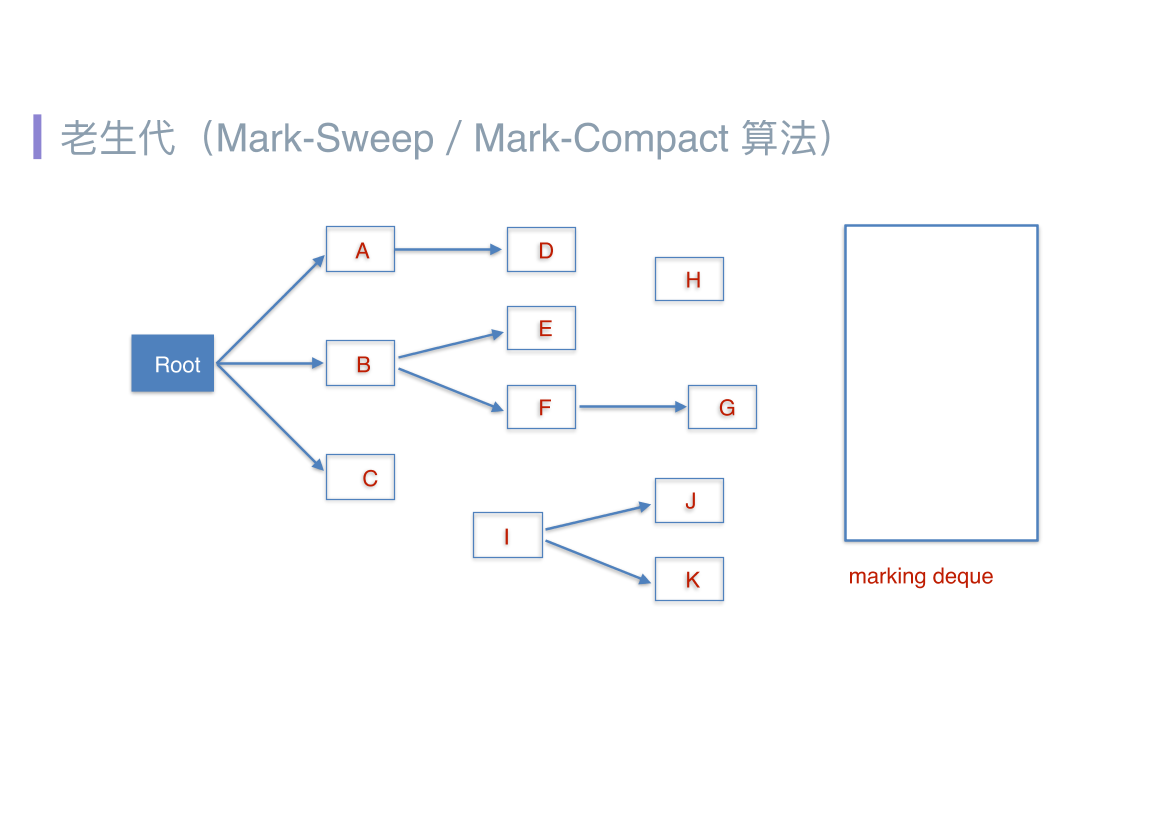 老生代（Mark-Sweep / Mark-Compact 算法）
A
D
H
E
Root
B
F
G
C
J
I
K
marking deque